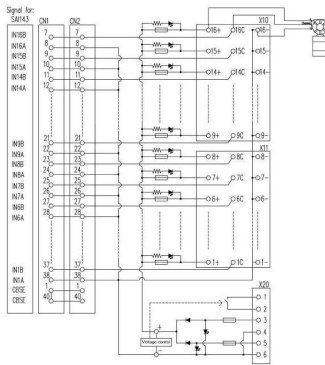 Signal for:
SAI143 CN1 CN2 X10
IN16B 7 7 16+ 16C 16-
IN16A 8 8
IN15B 9 9 15+ 15C 15-
IN15A 10 10
IN14B 11 11 14+ 14C 14-
IN14A 12 12
9+ 9C 9-
IN9B 21 21 X11
IN9A 22 22 8+ 8C 8-
IN8B 23 23
IN8A 24 24 7+ 7C 7-
IN7B 25 25
IN7A 26 26 6+ 6C 6-
IN6B 27 27
IN6A 28 28
1+ 1C 1-
IN1B 37 37
IN1A 38 38 X20
CBSE 1 1 1
CBSE 40 40 2
+ 3
4
Voltage control 5
- 6